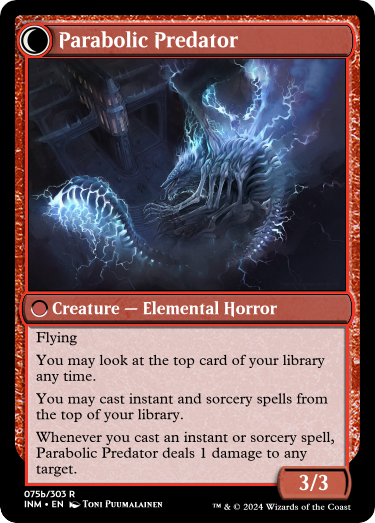 Parabolic Predator
Creature — Elemental Horror
Flying
You may look at the top card of your library
any time.
You may cast instant and sorcery spells from
the top of your library.
Whenever you cast an instant or sorcery spell,
Parabolic Predator deals 1 damage to any
target.
3/3
075b/303 R
INM • EN Toni Puumalainen
™ & © 2024 Wizards of the Coast